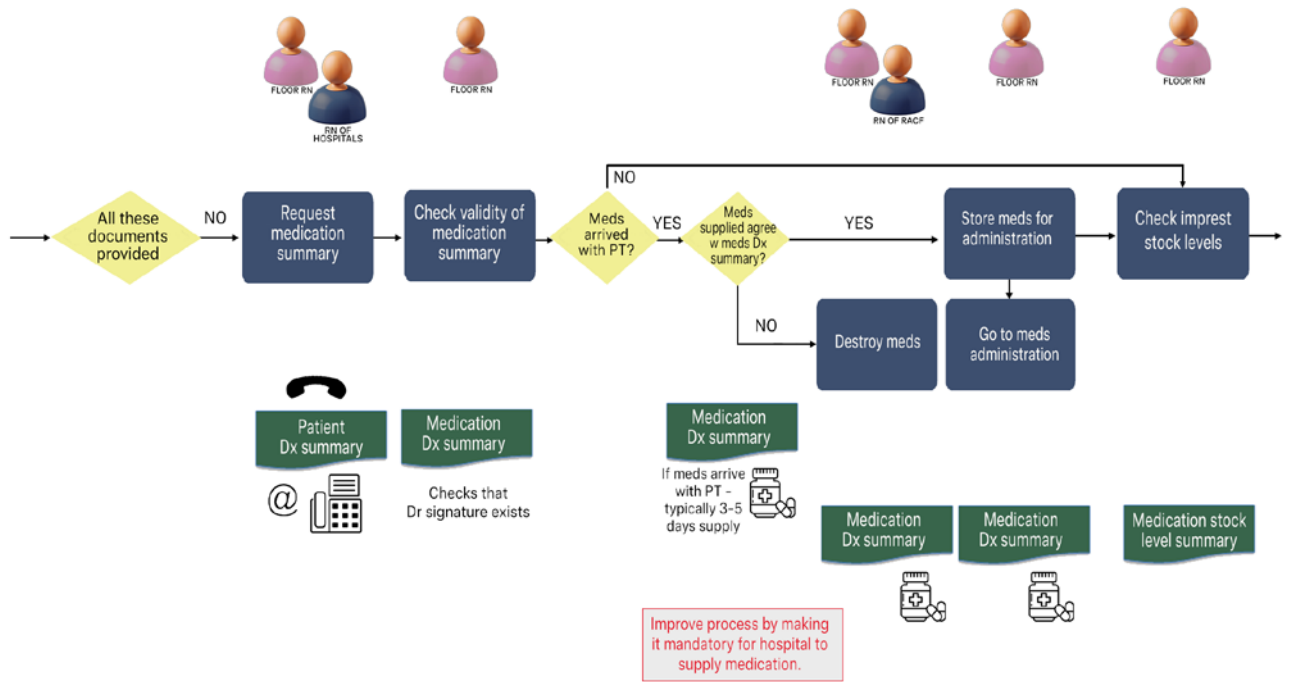 FLOOR RN
RN OF
HOSPITALS
FLOOR RN
FLOOR RN
RN OF RACF
FLOOR RN
FLOOR RN
All these
documents
provided
NO
Request
medication
summary
Check validity of
medication
summary
Meds
arrived
with PT?
NO
YES
Meds
supplied agree
w meds Dx
summary?
YES
NO
Store meds for
administration
Check imprest
stock levels
Destroy meds
Go to meds
administration
Patient
Dx summary
@
Medication
Dx summary
Checks that
Dr signature exists
Medication
Dx summary
If meds arrive
with PT -
typically 3-5
days supply
Medication
Dx summary
Medication
Dx summary
Medication stock
level summary
Improve process by making
it mandatory for hospital to
supply medication.